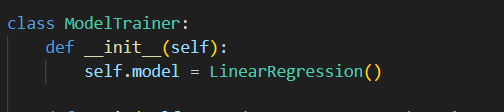 class ModelTrainer:
    def __init__(self):
        self.model = LinearRegression()